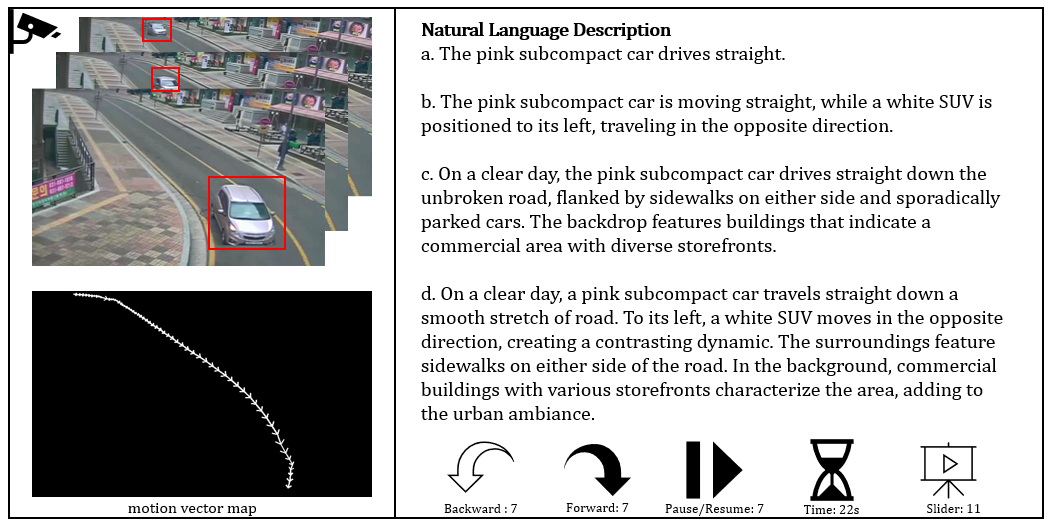 Natural Language Description
a. The pink subcompact car drives straight.
b. The pink subcompact car is moving straight, while a white SUV is
positioned to its left, traveling in the opposite direction.
c. On a clear day, the pink subcompact car drives straight down the
unbroken road, flanked by sidewalks on either side and sporadically
parked cars. The backdrop features buildings that indicate a
commercial area with diverse storefronts.
d. On a clear day, a pink subcompact car travels straight down a
smooth stretch of road. To its left, a white SUV moves in the opposite
direction, creating a contrasting dynamic. The surroundings feature
sidewalks on either side of the road. In the background, commercial
buildings with various storefronts characterize the area, adding to
the urban ambiance.
motion vector map
Backward : 7
Forward: 7
Pause/Resume: 7
Time: 22s
Slider: 11